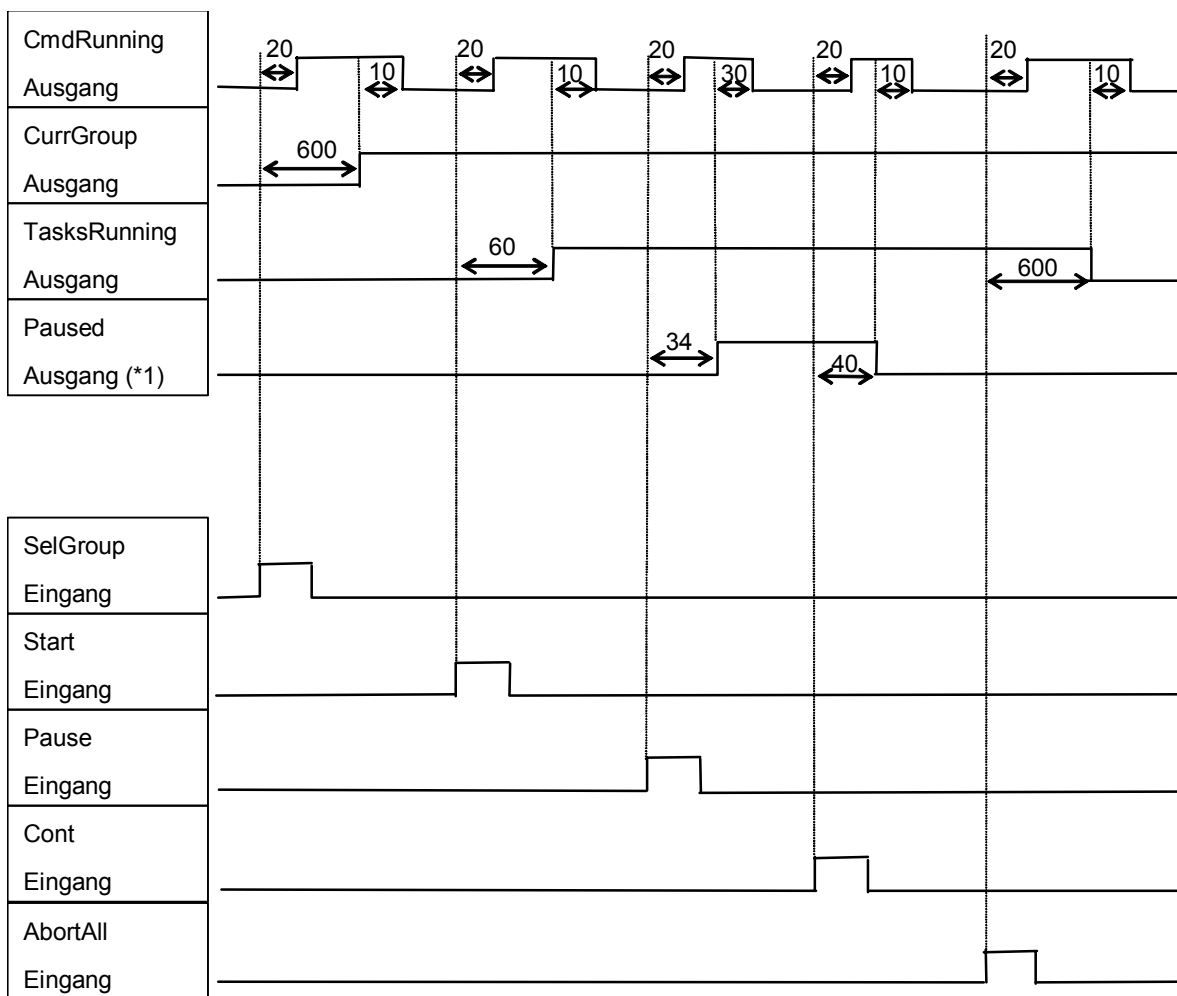 CmdRunning
Ausgang
20
10
20
10
20
30
20
10
20
10
CurrGroup
Ausgang
600
TasksRunning
Ausgang
60
600
Paused
Ausgang (*1)
34
40
SelGroup
Eingang
Start
Eingang
Pause
Eingang
Cont
Eingang
AbortAll
Eingang